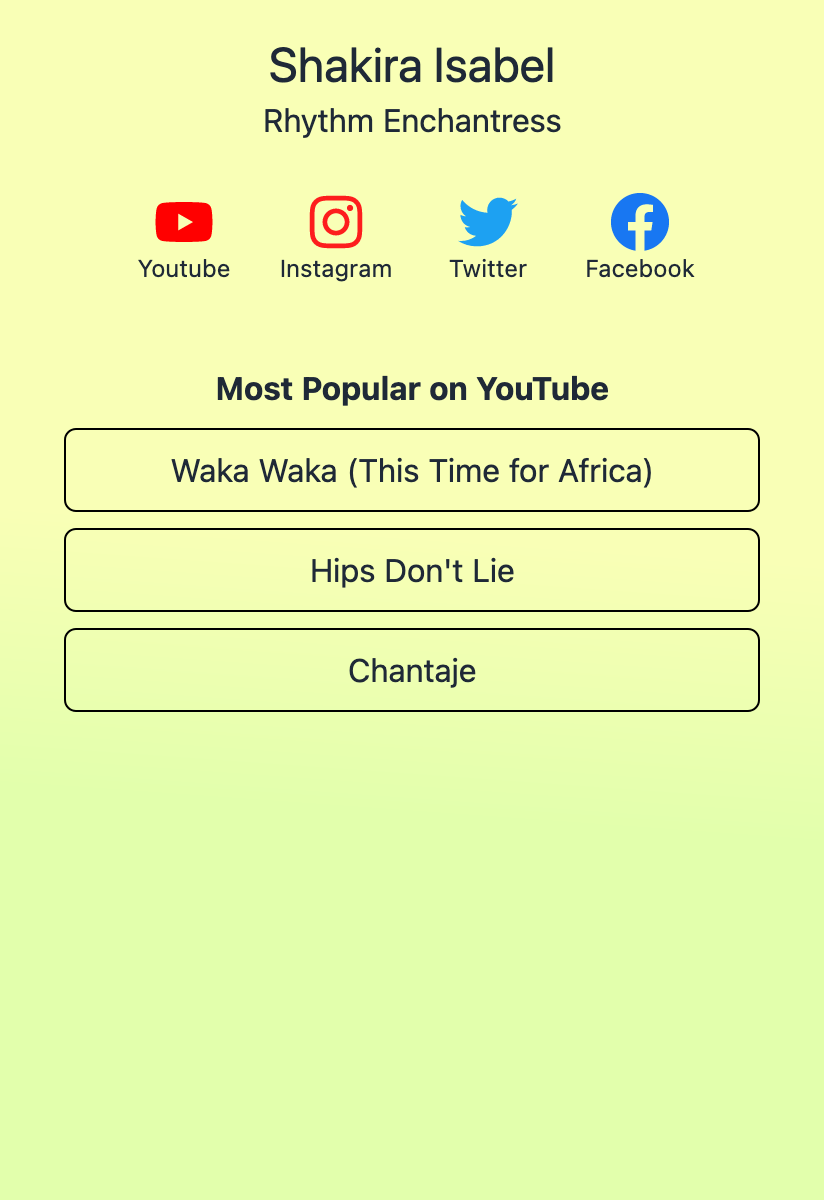 Shakira Isabel
Rhythm Enchantress
Youtube Instagram Twitter Facebook
Most Popular on YouTube
Waka Waka (This Time for Africa)
Hips Don't Lie
Chantaje